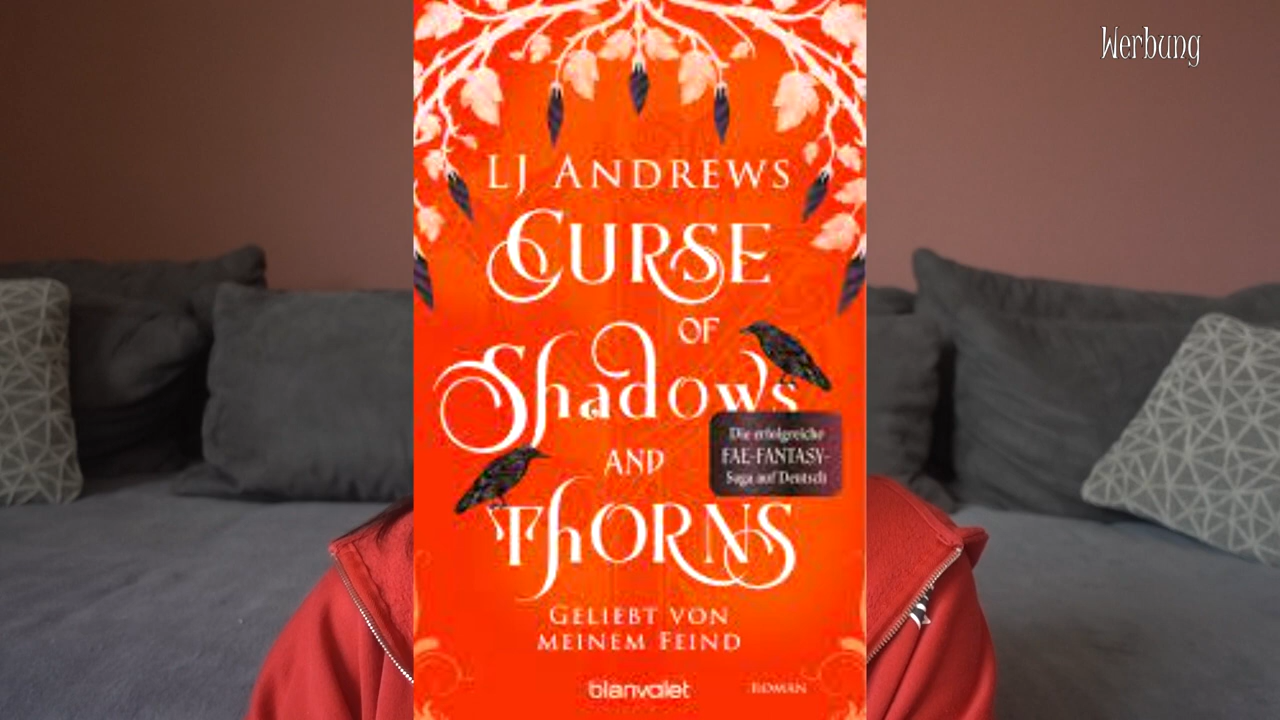 Werbung
LJ ANDREWS
CURSE
OF
Shadows
AND
ThORNS
Die erfolgreiche
FAE-FANTASY-
Saga auf Deutsch
GELIEBT VON
MEINEM FEIND
blanvalet
ROMAN